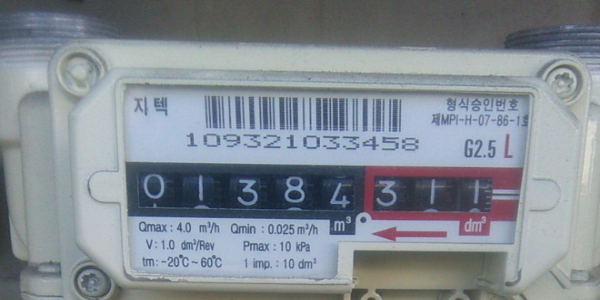 자텍
형식승인번호
제MPI-H-07-86-1호
109321033458
G2.5 L
01384 311
m³ dm³
Qmax : 4.0 m³/h Qmin : 0.025 m³/h
V : 1.0 dm³/Rev Pmax : 10 kPa
tm : -20℃ ~ 60℃ 1 imp. : 10 dm³